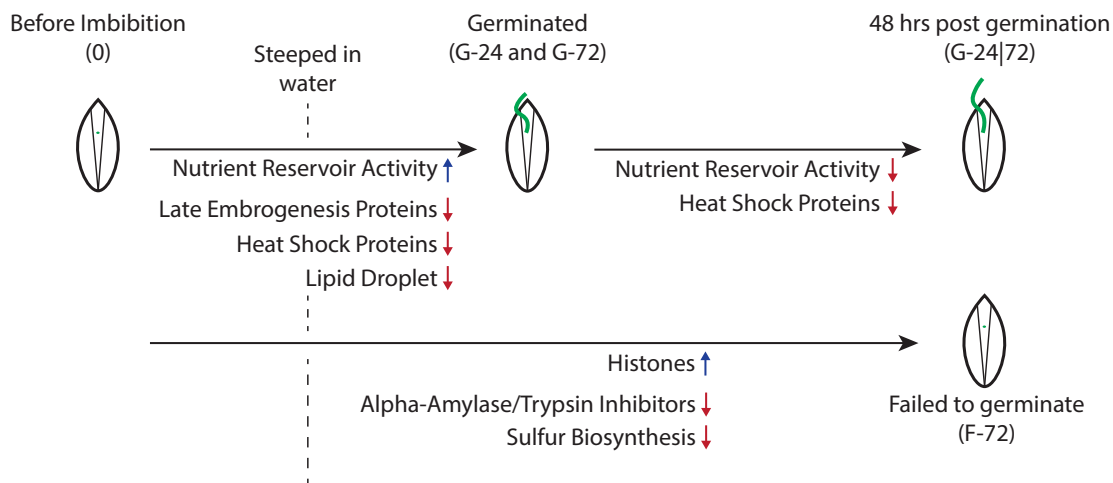 Before Imbibition
(0)
Steeped in
water
Germinated
(G-24 and G-72)
48 hrs post germination
(G-24|72)
Nutrient Reservoir Activity
Late Embrogenesis Proteins
Heat Shock Proteins
Lipid Droplet
Nutrient Reservoir Activity
Heat Shock Proteins
Histones
Alpha-Amylase/Trypsin Inhibitors
Sulfur Biosynthesis
Failed to germinate
(F-72)